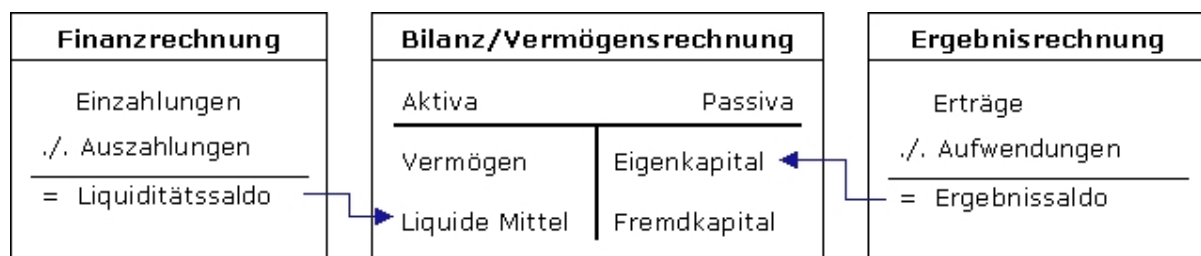 Finanzrechnung
Einzahlungen
./. Auszahlungen
= Liquiditätssaldo
Bilanz/Vermögensrechnung
Aktiva Passiva
Vermögen Eigenkapital
Liquide Mittel Fremdkapital
Ergebnisrechnung
Erträge
./. Aufwendungen
= Ergebnissaldo